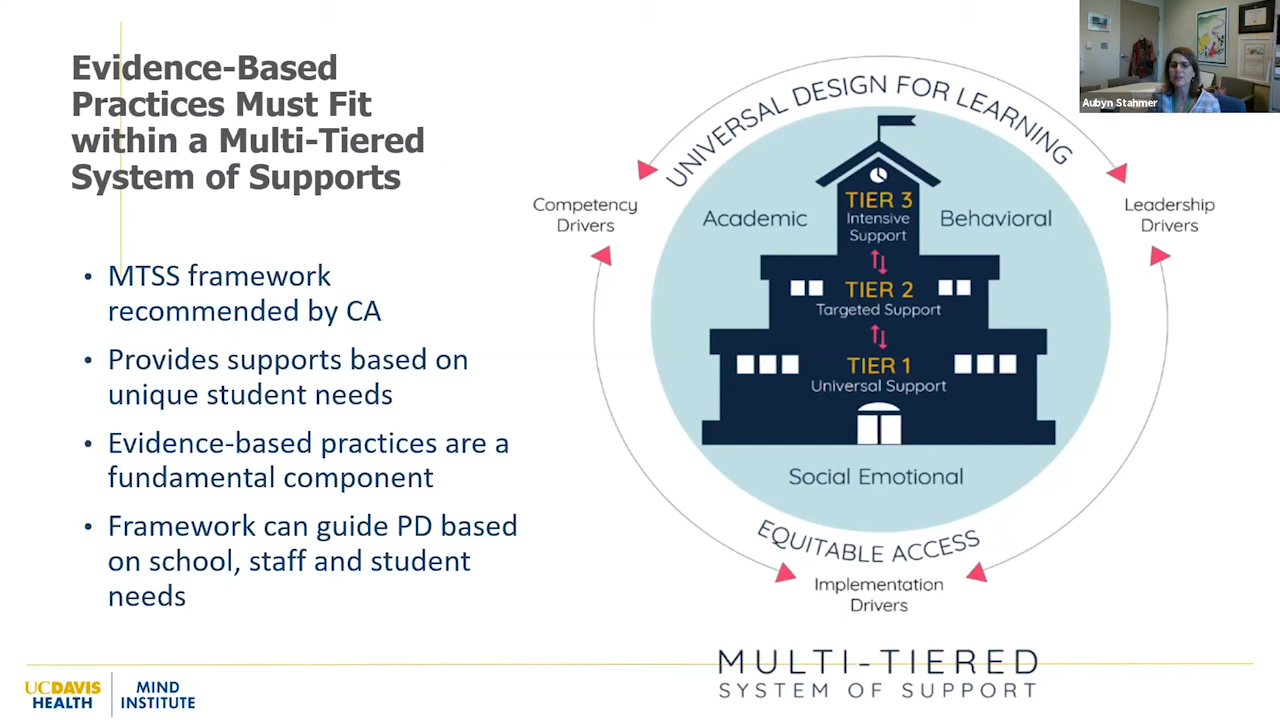 Evidence-Based
Practices Must Fit
within a Multi-Tiered
System of Supports
• MTSS framework
recommended by CA
• Provides supports based on
unique student needs
• Evidence-based practices are a
fundamental component
• Framework can guide PD based
on school, staff and student
needs
UNIVERSAL DESIGN FOR LEARNING
Competency
Drivers
Leadership
Drivers
Academic
Behavioral
TIER 3
Intensive
Support
TIER 2
Targeted Support
TIER 1
Universal Support
Social Emotional
EQUITABLE ACCESS
Implementation
Drivers
MULTI-TIERED
SYSTEM OF SUPPORT
UCDAVIS
HEALTH
MIND
INSTITUTE
Aubyn Stahmer